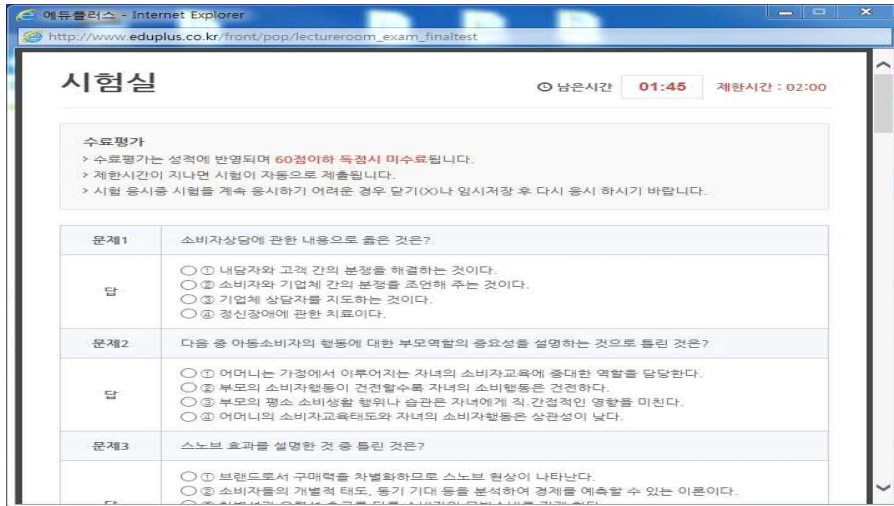 에듀플러스 - Internet Explorer
http://www.eduplus.co.kr/front/pop/lectureroom_exam_finaltest
시험실
남은시간 01:45 제한시간 : 02:00
수료평가
> 수료평가는 성적에 반영되며 60점이하 득점시 미수료됩니다.
> 제한시간이 지나면 시험이 자동으로 제출됩니다.
> 시험 응시중 시험을 계속 응시하기 어려운 경우 닫기(X)나 임시저장 후 다시 응시 하시기 바랍니다.
문제1 소비자상담에 관한 내용으로 옳은 것은?
답
① 내담자와 고객 간의 분쟁을 해결하는 것이다.
② 소비자와 기업체 간의 분쟁을 조언해 주는 것이다.
③ 기업체 상담자를 지도하는 것이다.
④ 정신장애에 관한 치료이다.
문제2 다음 중 아동소비자의 행동에 대한 부모역할의 중요성을 설명하는 것으로 틀린 것은?
답
① 어머니는 가정에서 이루어지는 자녀의 소비자교육에 중대한 역할을 담당한다.
② 부모의 소비자행동이 건전할수록 자녀의 소비행동은 건전하다.
③ 부모의 평소 소비생활 행위나 습관은 자녀에게 직.간접적인 영향을 미친다.
④ 어머니의 소비자교육태도와 자녀의 소비자행동은 상관성이 낮다.
문제3 스노브 효과를 설명한 것 중 틀린 것은?
① 브랜드로서 구매력을 차별화하므로 스노브 현상이 나타난다.
② 소비자들의 개별적 태도, 동기 기대 등을 분석하여 경제를 예측할 수 있는 이론이다.